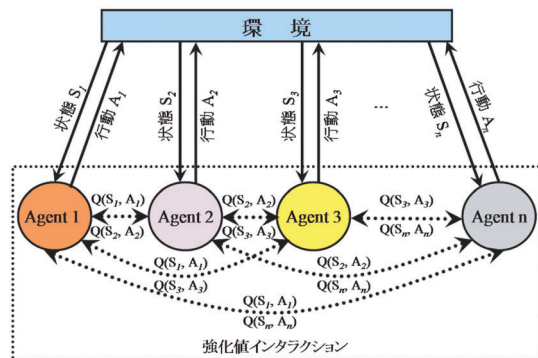 環 境
状態 S1
行動 A1
状態 S2
行動 A2
状態 S3
行動 A3
...
状態 Sn
行動 An
Agent 1
Q(S1, A1)
Q(S2, A2)
Agent 2
Q(S2, A2)
Q(S3, A3)
Agent 3
Q(S3, A3)
Q(Sn, An)
Agent n
Q(S1, A1)
Q(S3, A3)
Q(S2, A2)
Q(Sn, An)
Q(S1, A1)
Q(Sn, An)
強化値インタラクション